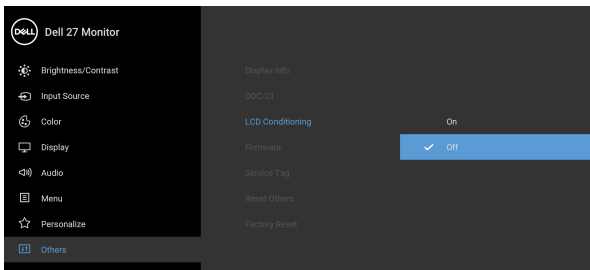 DELL Dell 27 Monitor
Brightness/Contrast
Input Source
Color
Display
Audio
Menu
Personalize
Others
Display Info
DDC/CI
LCD Conditioning
Firmware
Service Tag
Reset Others
Factory Reset
On
Off